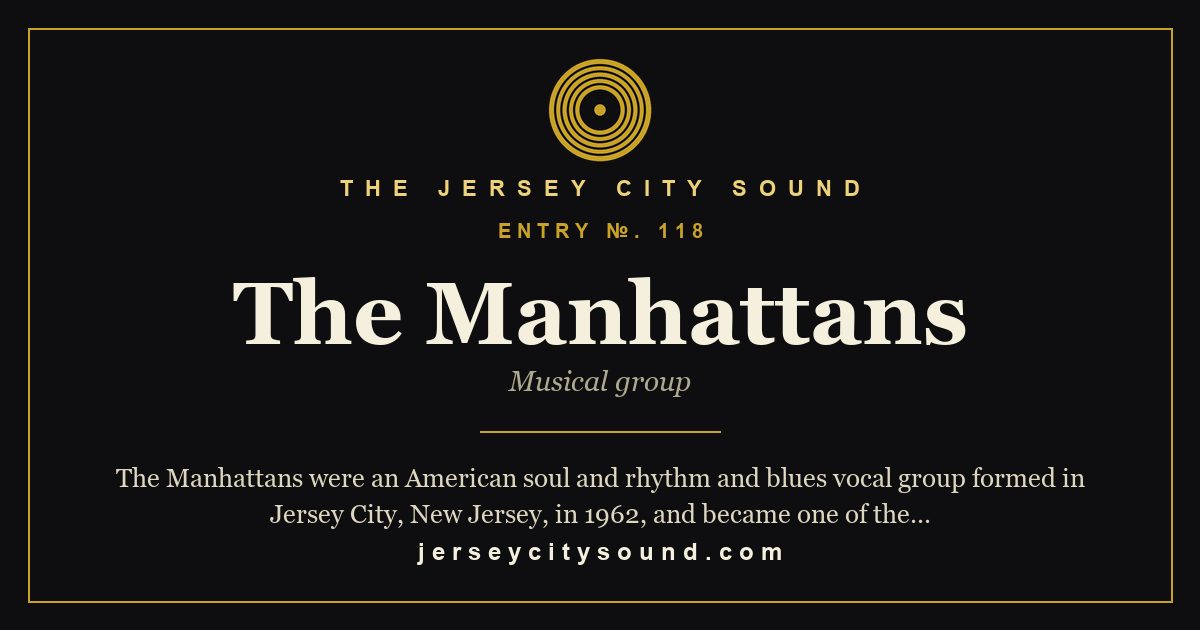 THE JERSEY CITY SOUND
ENTRY №. 118
The Manhattans
Musical group
The Manhattans were an American soul and rhythm and blues vocal group formed in
Jersey City, New Jersey, in 1962, and became one of the...
jerseycitysound.com